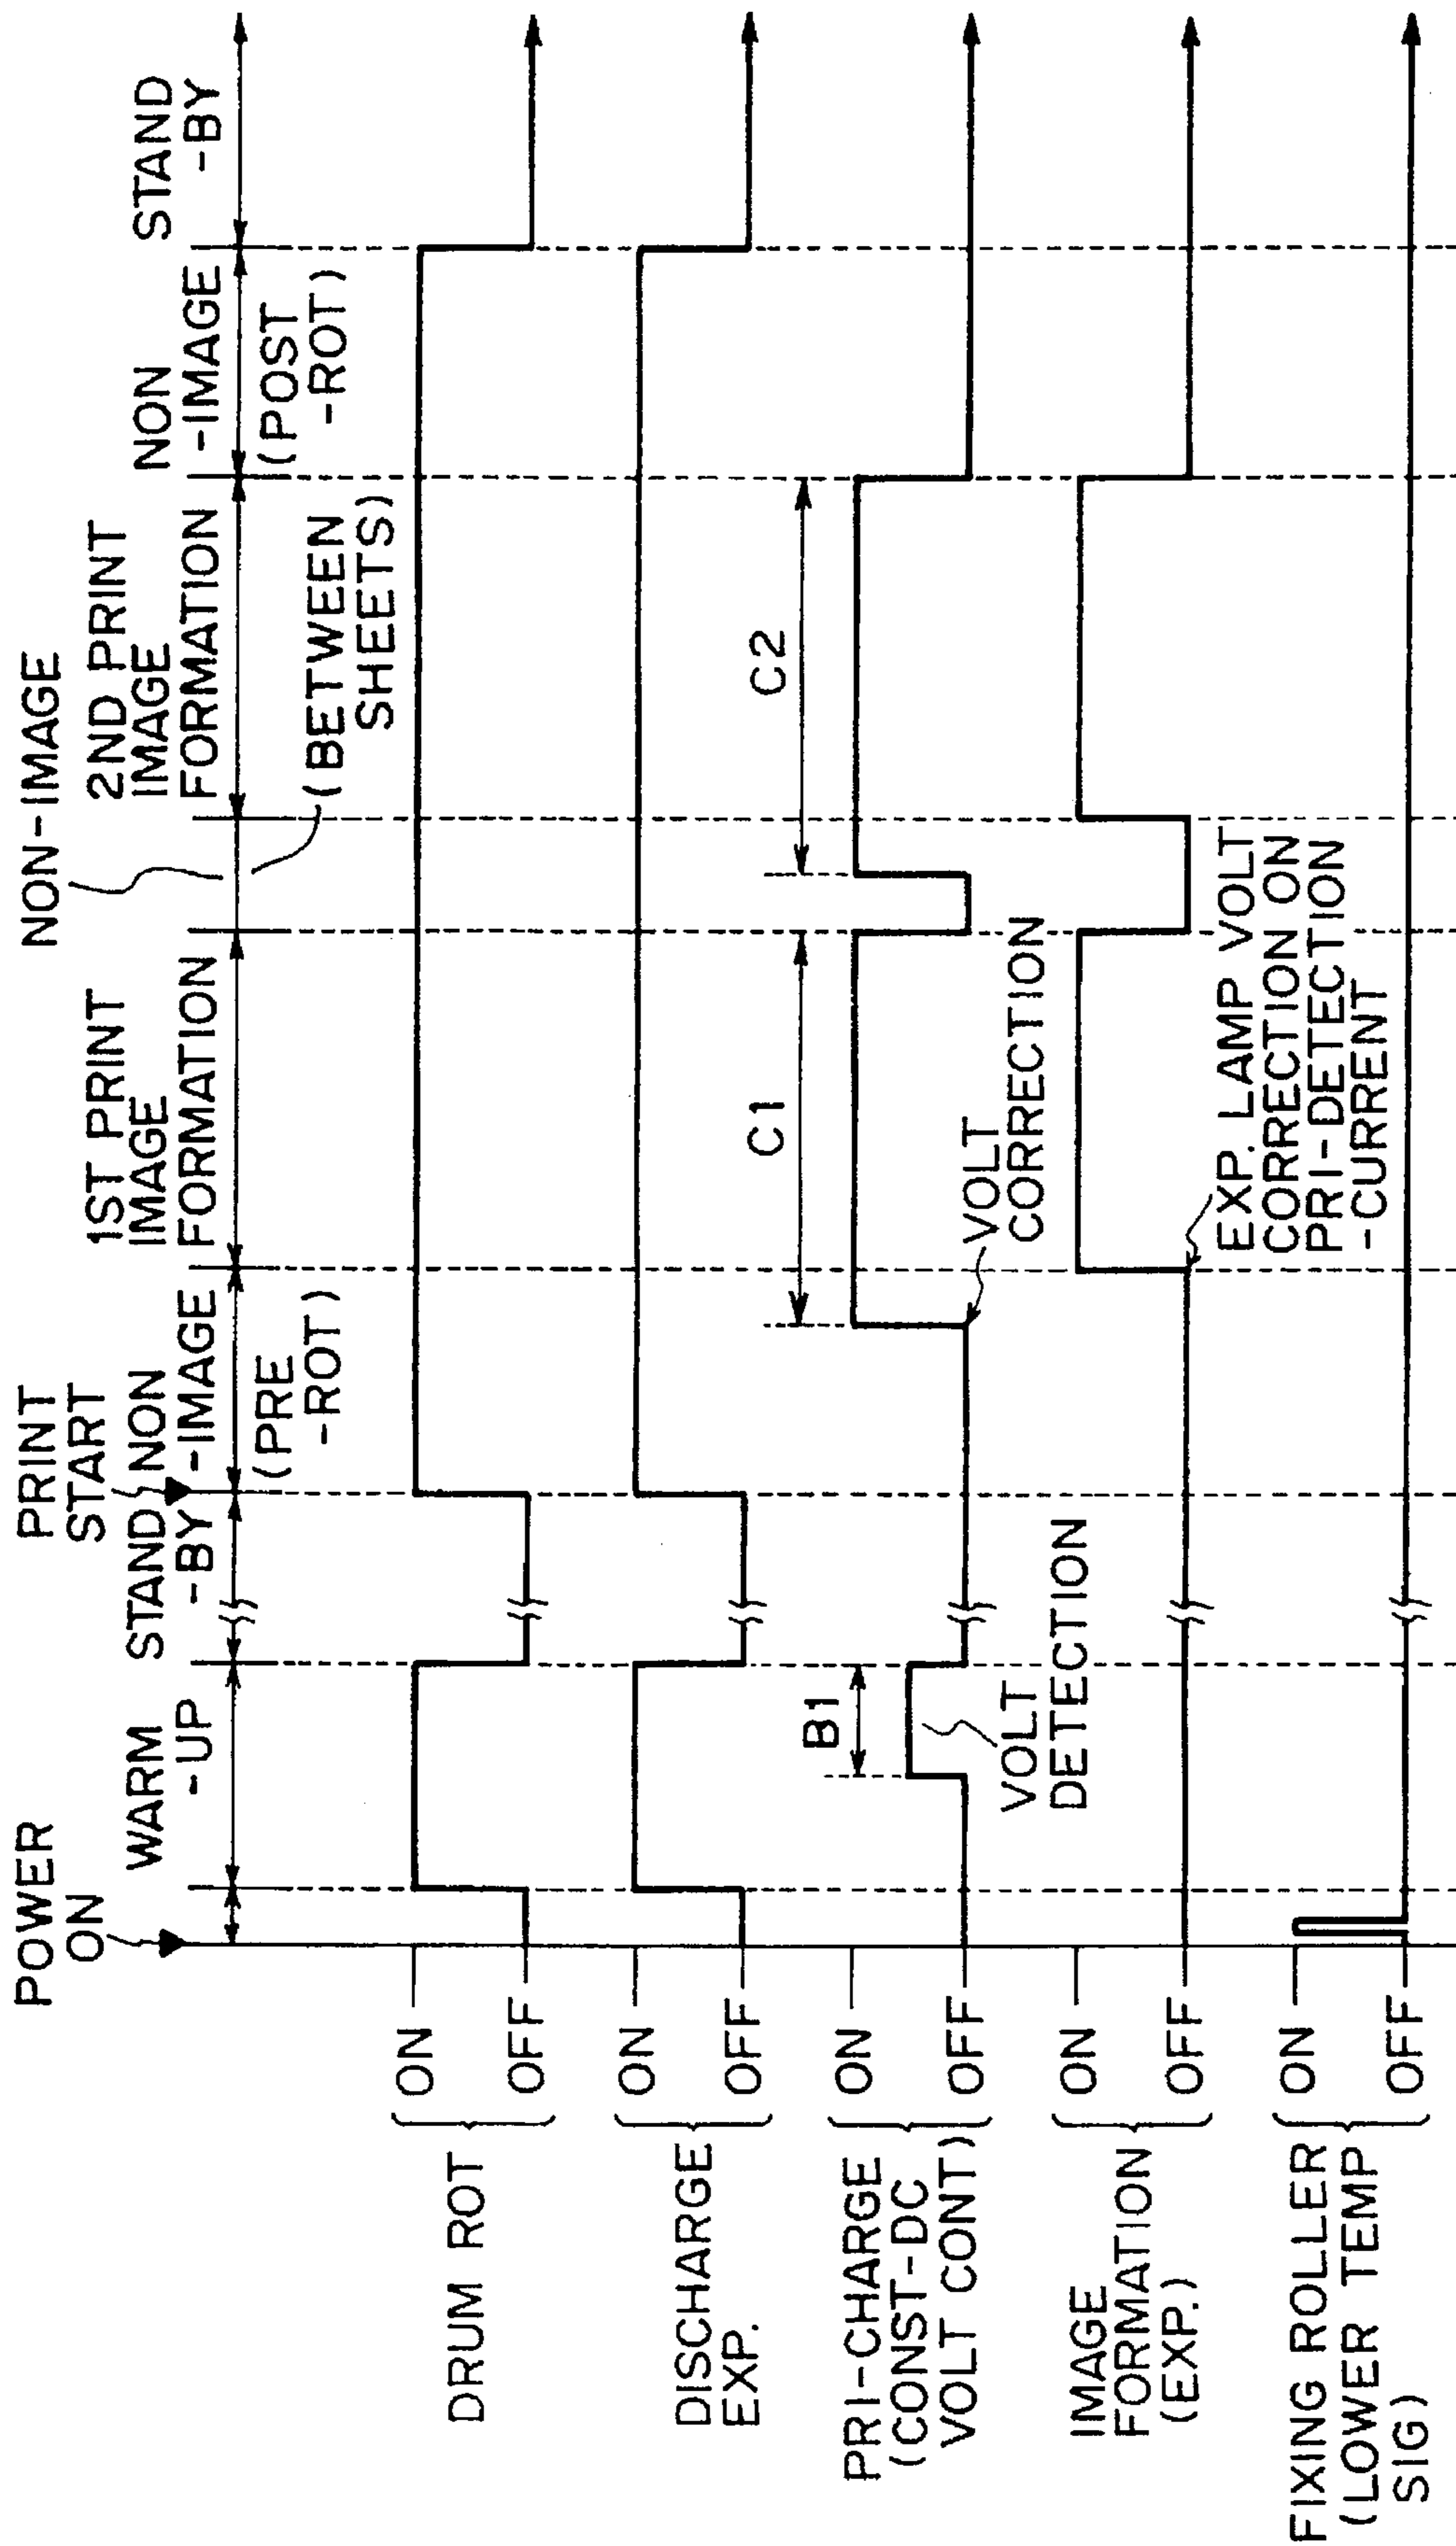 POWER
ON
WARM
-UP
PRINT
START
STAND
-BY
NON
-IMAGE
(PRE
-ROT)
1ST PRINT
IMAGE
FORMATION
NON-IMAGE
(BETWEEN
SHEETS)
2ND PRINT
IMAGE
FORMATION
NON
-IMAGE
(POST
-ROT)
STAND
-BY
DRUM ROT
ON
OFF
DISCHARGE
EXP.
ON
OFF
PRI-CHARGE
(CONST-DC
VOLT CONT)
ON
OFF
B1
VOLT
DETECTION
C1
VOLT
CORRECTION
C2
IMAGE
FORMATION
(EXP.)
ON
OFF
EXP. LAMP VOLT
CORRECTION ON
PRI-DETECTION
-CURRENT
FIXING ROLLER
(LOWER TEMP
SIG)
ON
OFF